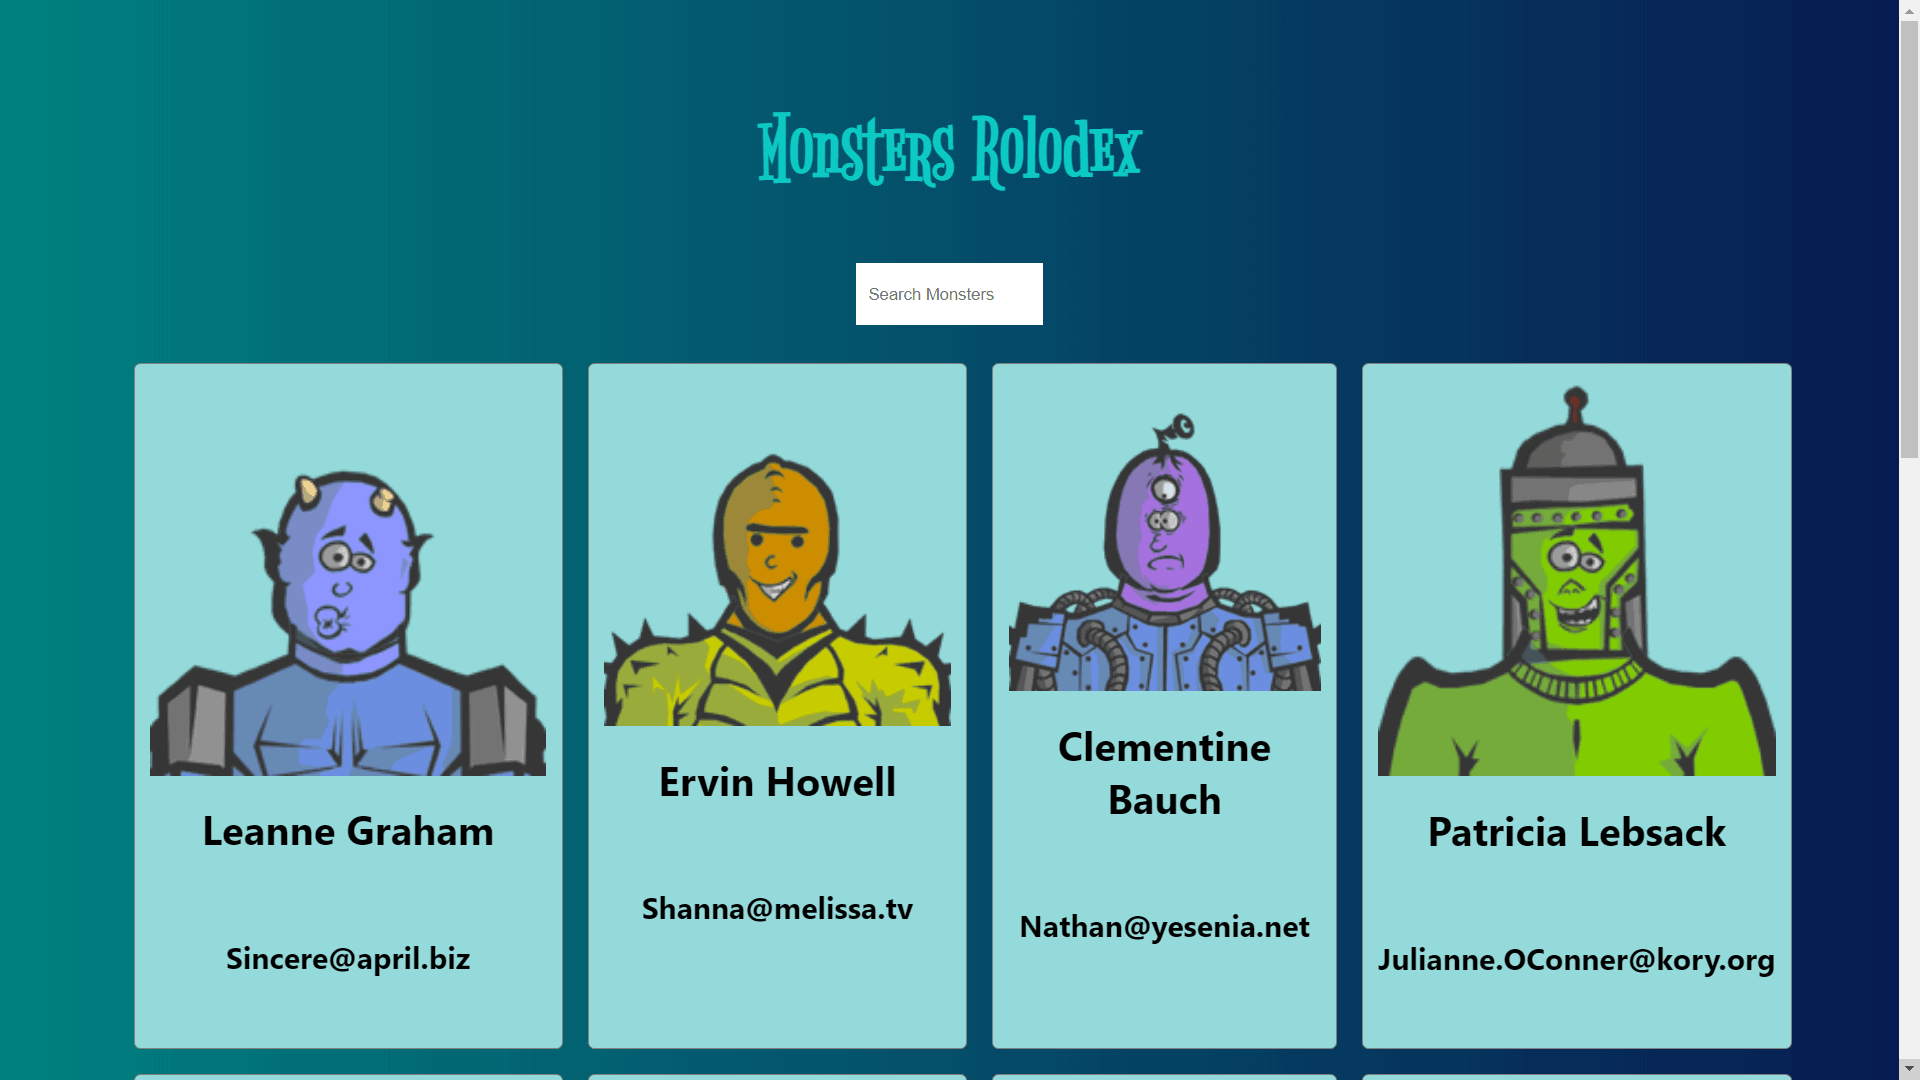 Monsters Rolodex
Search Monsters
Leanne Graham
Sincere@april.biz
Ervin Howell
Shanna@melissa.tv
Clementine
Bauch
Nathan@yesenia.net
Patricia Lebsack
Julianne.OConner@kory.org